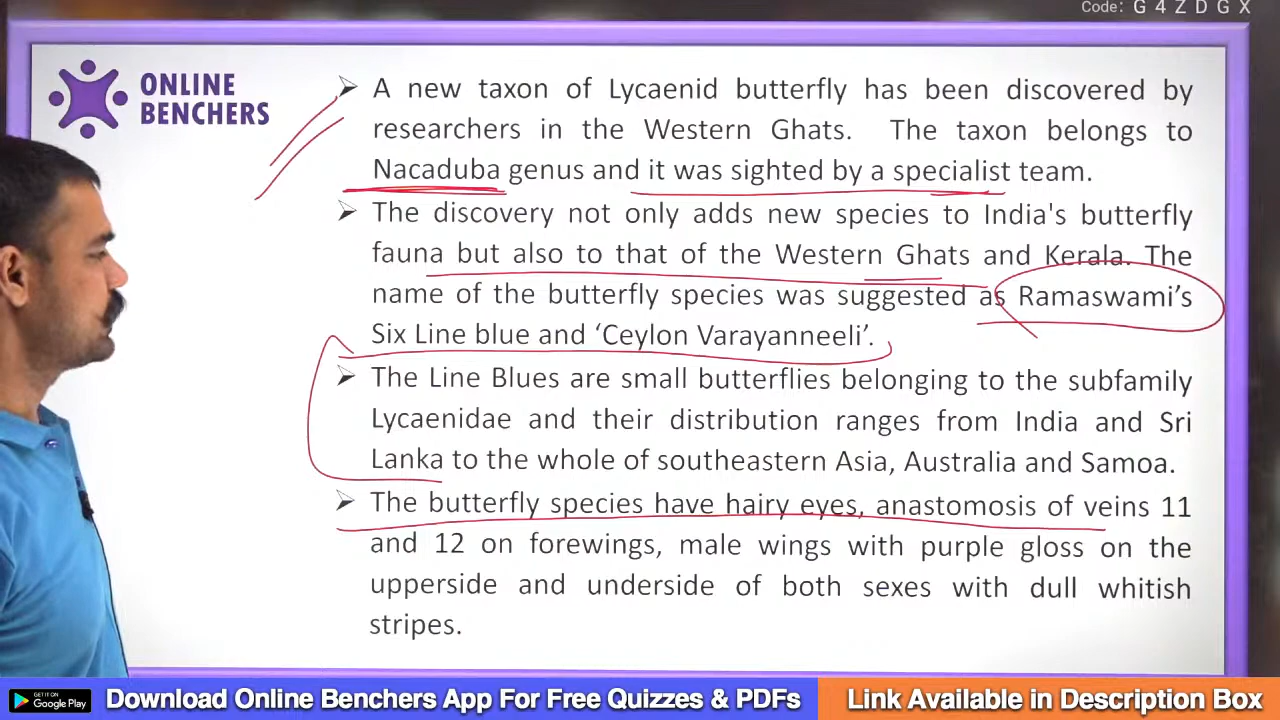 Code: G 4 Z D G X
ONLINE
BENCHERS
A new taxon of Lycaenid butterfly has been discovered by
researchers in the Western Ghats. The taxon belongs to
Nacaduba genus and it was sighted by a specialist team.
The discovery not only adds new species to India's butterfly
fauna but also to that of the Western Ghats and Kerala. The
name of the butterfly species was suggested as Ramaswami's
Six Line blue and ‘Ceylon Varayanneeli’.
The Line Blues are small butterflies belonging to the subfamily
Lycaenidae and their distribution ranges from India and Sri
Lanka to the whole of southeastern Asia, Australia and Samoa.
The butterfly species have hairy eyes, anastomosis of veins 11
and 12 on forewings, male wings with purple gloss on the
upperside and underside of both sexes with dull whitish
stripes.
GET IT ON
Google Play
Download Online Benchers App For Free Quizzes & PDFs
Link Available in Description Box